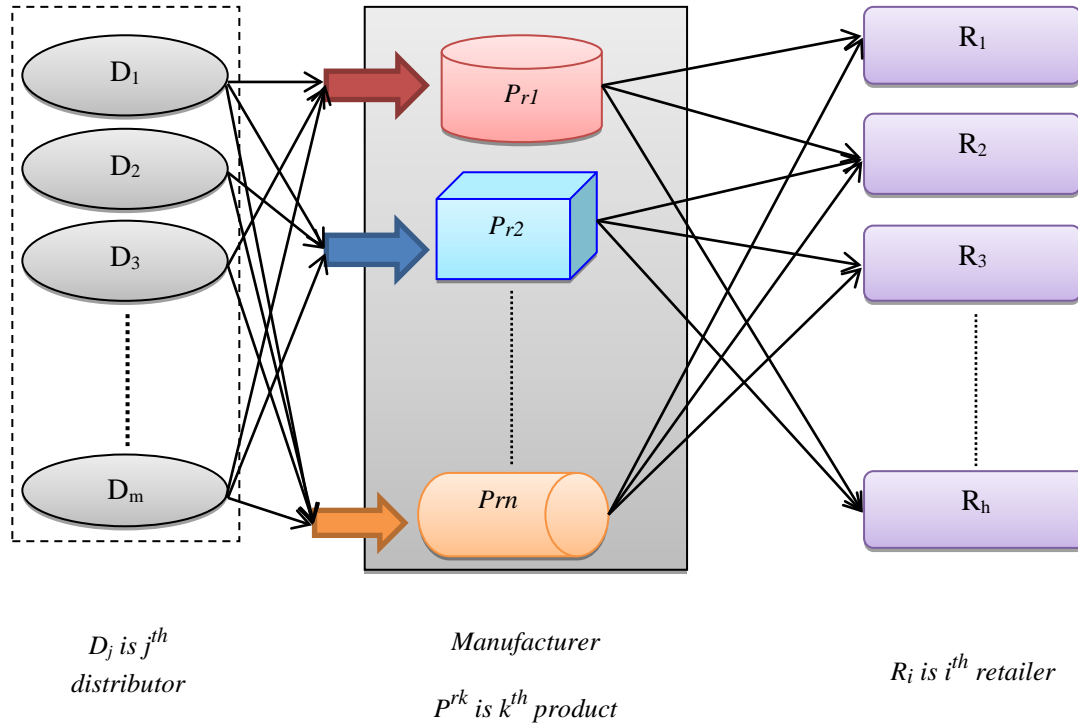 D1
D2
D3
Dm
Pr1
Pr2
Prn
R1
R2
R3
Rh
Dj is jth
distributor
Manufacturer
P^rk is kth product
Ri is ith retailer